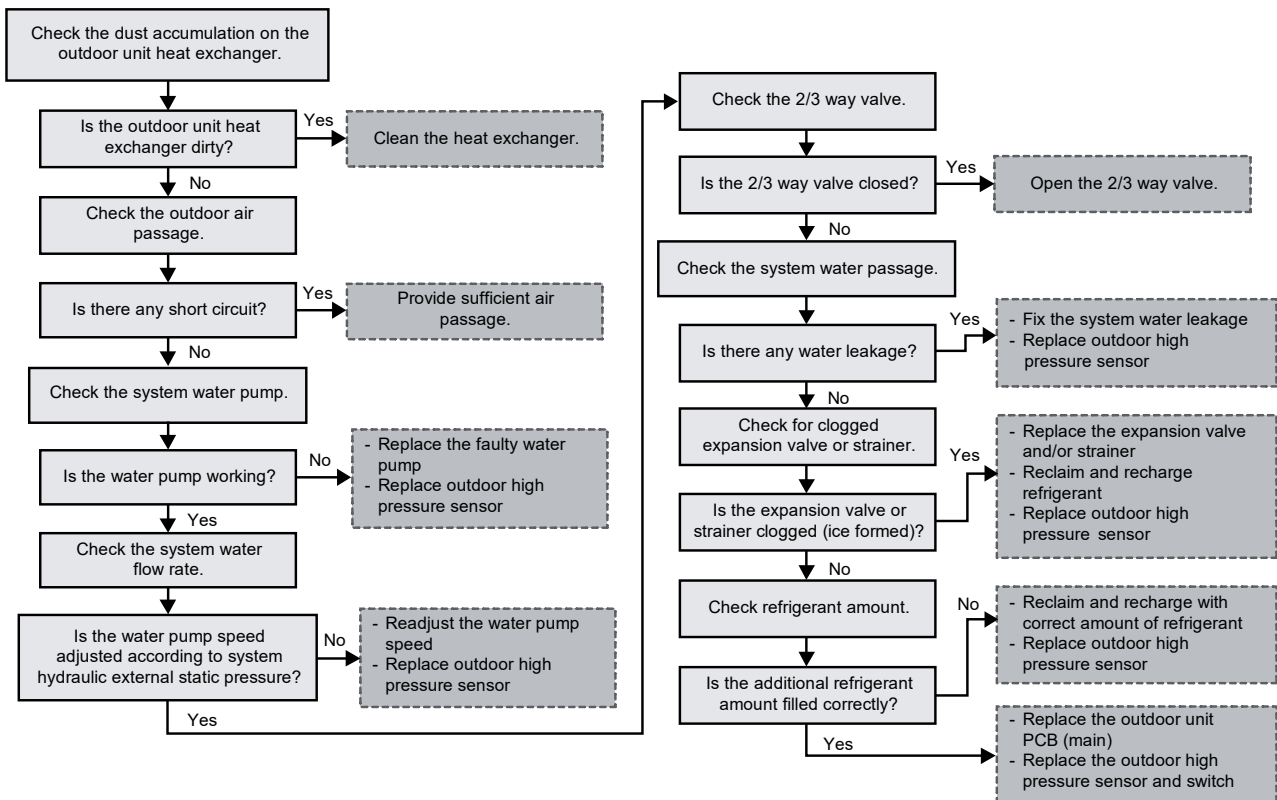 Check the dust accumulation on the
outdoor unit heat exchanger.
Is the outdoor unit heat
exchanger dirty?
Yes
Clean the heat exchanger.
No
Check the outdoor air
passage.
Is there any short circuit?
Yes
Provide sufficient air
passage.
No
Check the system water pump.
Is the water pump working?
No
- Replace the faulty water
pump
- Replace outdoor high
pressure sensor
Yes
Check the system water
flow rate.
Is the water pump speed
adjusted according to system
hydraulic external static pressure?
No
- Readjust the water pump
speed
- Replace outdoor high
pressure sensor
Yes
Check the 2/3 way valve.
Is the 2/3 way valve closed?
Yes
Open the 2/3 way valve.
No
Check the system water passage.
Is there any water leakage?
Yes
- Fix the system water leakage
- Replace outdoor high
pressure sensor
No
Check for clogged
expansion valve or strainer.
Is the expansion valve or
strainer clogged (ice formed)?
Yes
- Replace the expansion valve
and/or strainer
- Reclaim and recharge
refrigerant
- Replace outdoor high
pressure sensor
No
Check refrigerant amount.
Is the additional refrigerant
amount filled correctly?
No
- Reclaim and recharge with
correct amount of refrigerant
- Replace outdoor high
pressure sensor
Yes
- Replace the outdoor unit
PCB (main)
- Replace the outdoor high
pressure sensor and switch